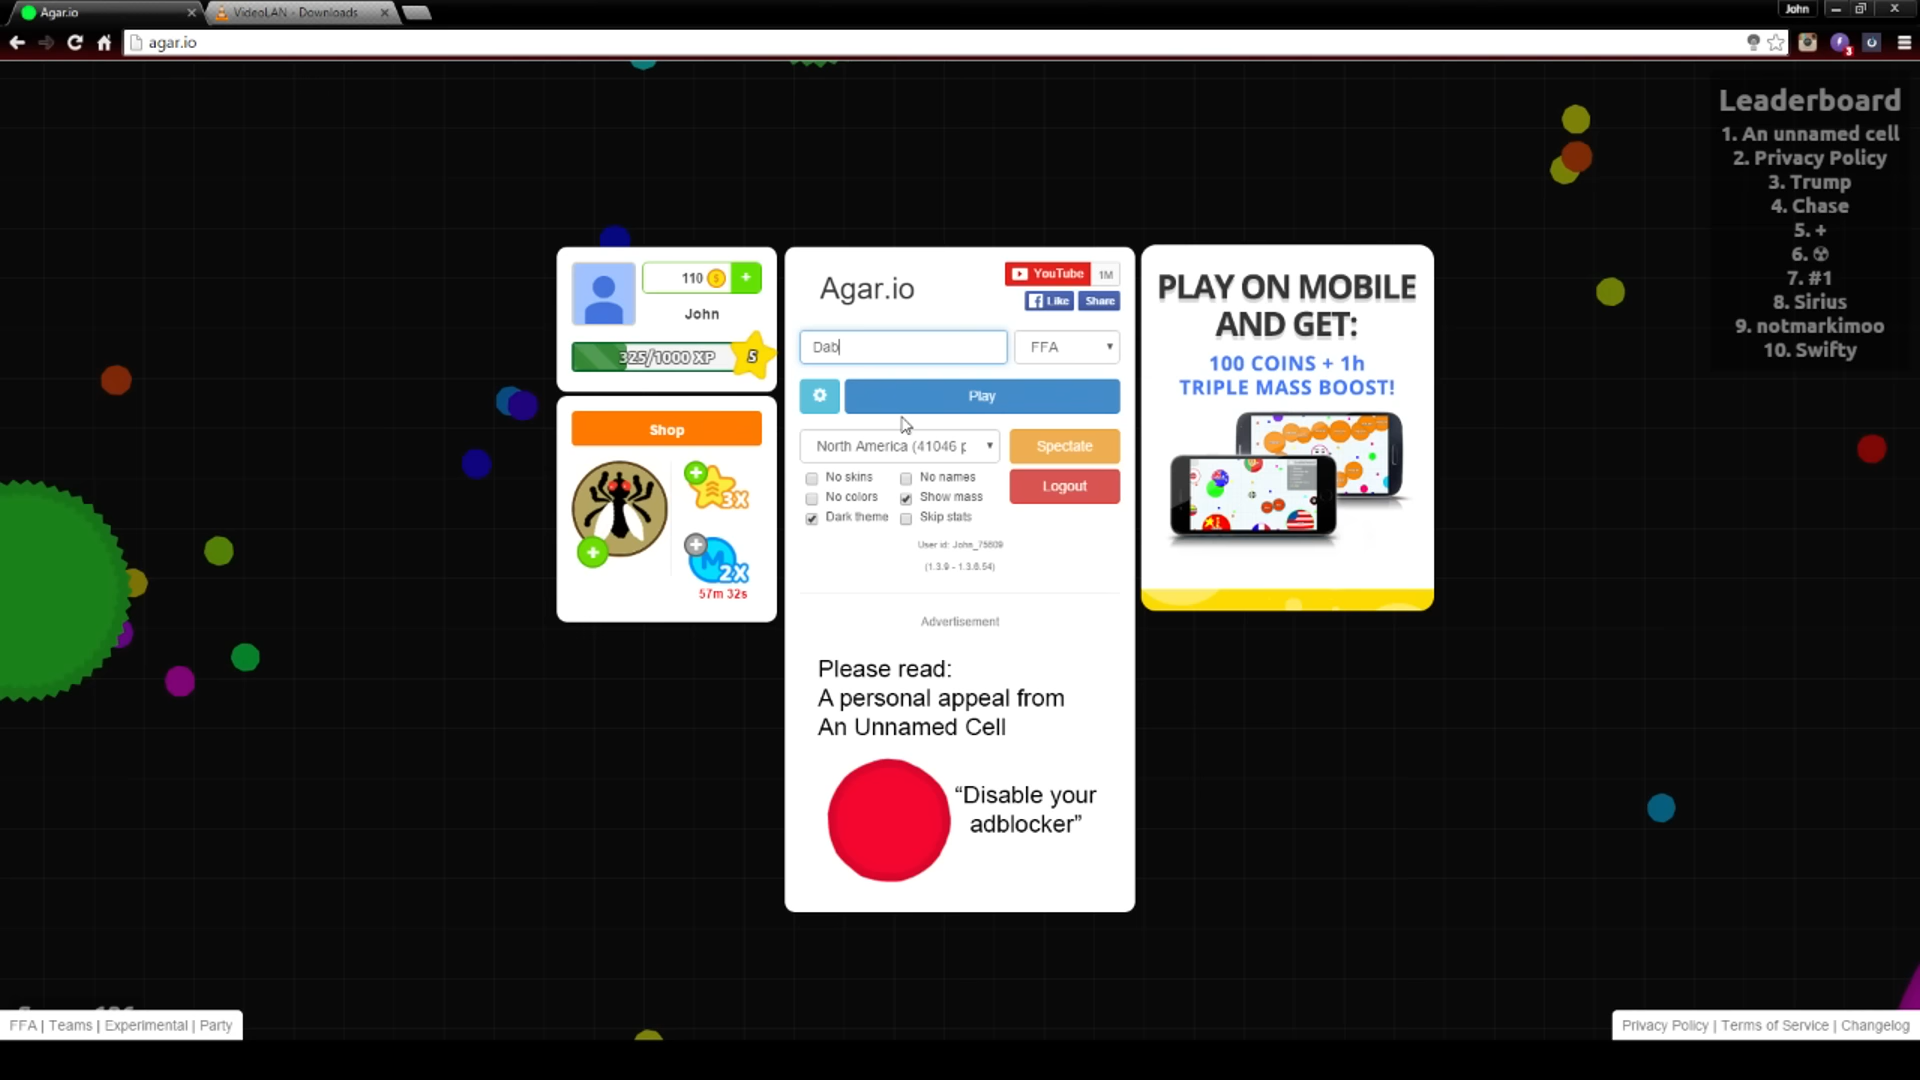 Agar.io
VideoLAN - Downloads
John
agar.io
3
Leaderboard
1. An unnamed cell
2. Privacy Policy
3. Trump
4. Chase
5. +
6. ☢
7. #1
8. Sirius
9. notmarkimoo
10. Swifty
110
John
325/1000 XP
5
Shop
3X
M
2X
57m 32s
Agar.io
YouTube 1M
Like Share
Dab
FFA
Play
North America (41046 p
Spectate
No skins
No names
Logout
No colors
Show mass
Dark theme
Skip stats
User id: John_75609
(1.3.9 - 1.3.6.54)
Advertisement
Please read:
A personal appeal from
An Unnamed Cell
“Disable your
adblocker”
PLAY ON MOBILE
AND GET:
100 COINS + 1h
TRIPLE MASS BOOST!
FFA | Teams | Experimental | Party
Privacy Policy | Terms of Service | Changelog